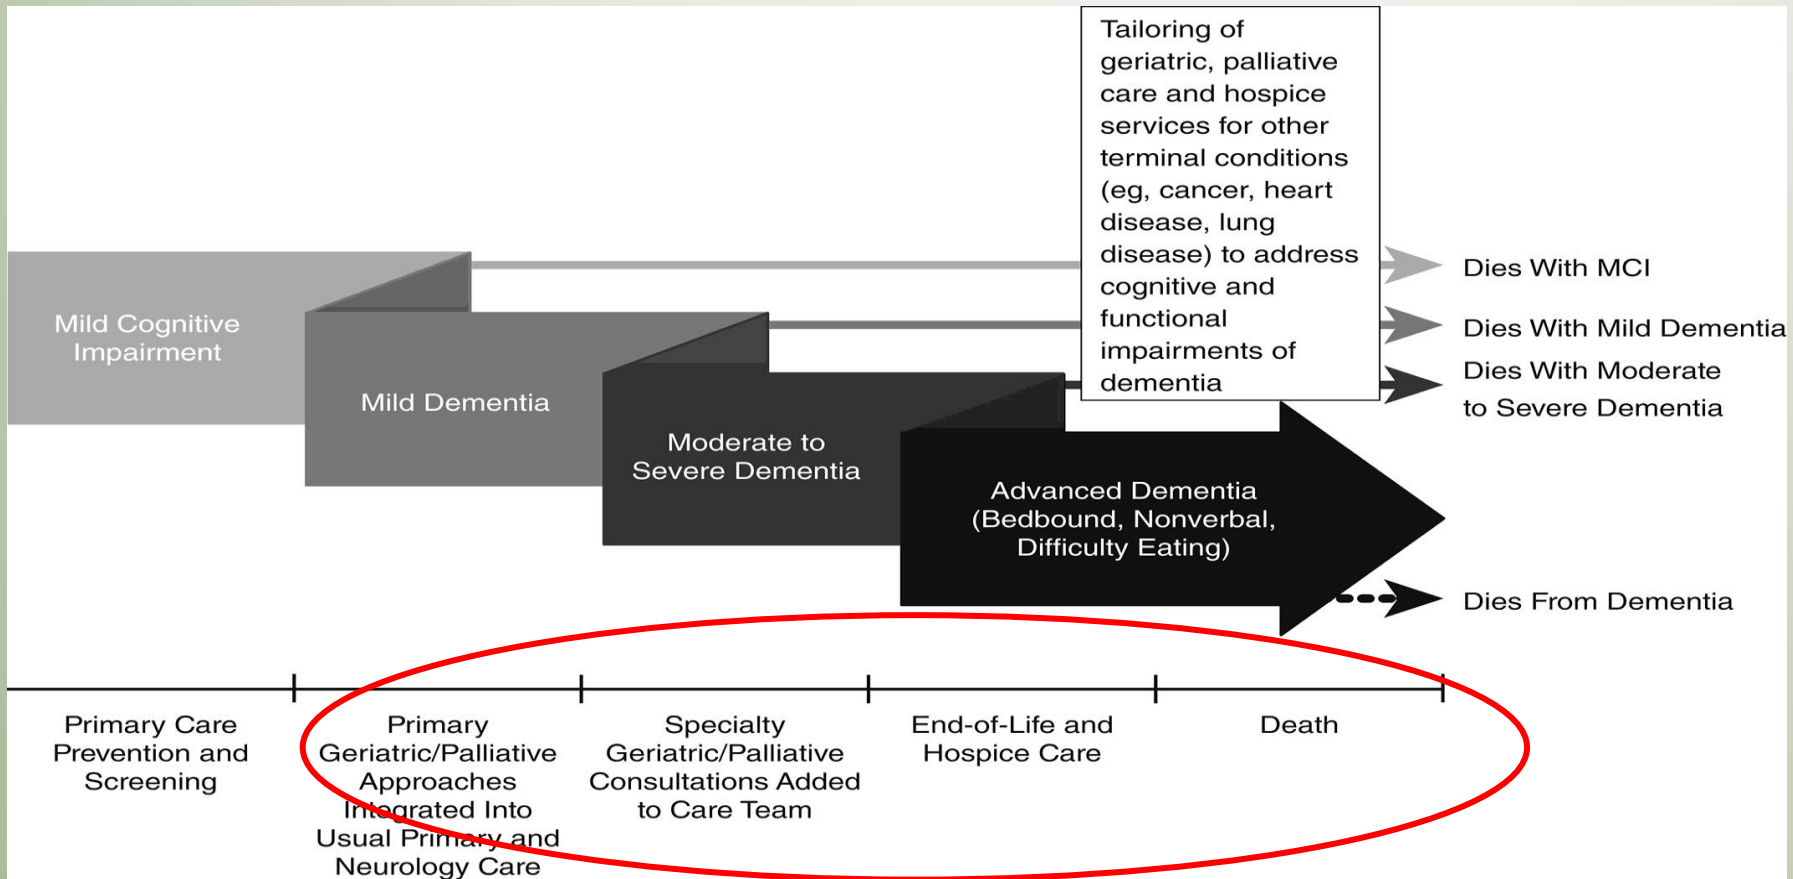 Tailoring of
geriatric, palliative
care and hospice
services for other
terminal conditions
(eg, cancer, heart
disease, lung
disease) to address
cognitive and
functional
impairments of
dementia
Mild Cognitive
Impairment
Mild Dementia
Moderate to
Severe Dementia
Advanced Dementia
(Bedbound, Nonverbal,
Difficulty Eating)
Dies With MCI
Dies With Mild Dementia
Dies With Moderate
to Severe Dementia
Dies From Dementia
Primary Care
Prevention and
Screening
Primary
Geriatric/Palliative
Approaches
Integrated Into
Usual Primary and
Neurology Care
Specialty
Geriatric/Palliative
Consultations Added
to Care Team
End-of-Life and
Hospice Care
Death